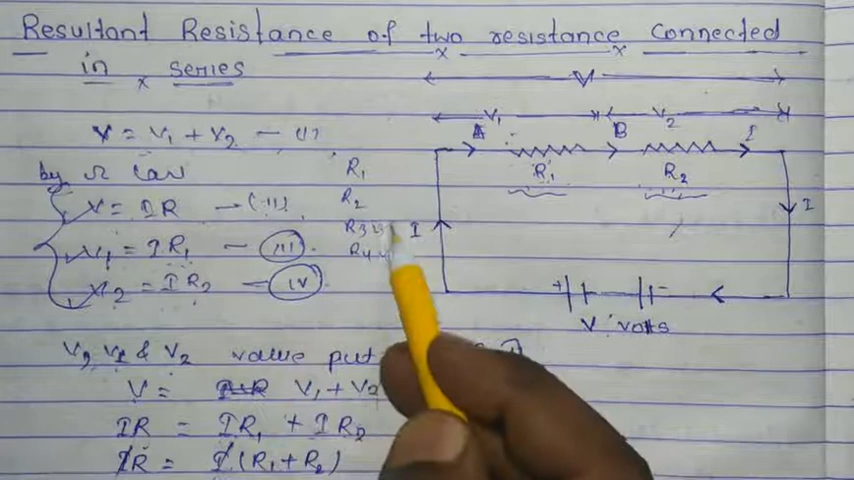 Resultant Resistance of two resistance Connected
in series
V
V1 V2
V = V1 + V2 — (i)
A B I
by Ω law
R1
R1 R2
V = IR — (ii)
R2
R3
I I
V1 = IR1 — (iii)
R4
V2 = IR2 — (iv)
+ −
V volts
V, V1 & V2 value put
V = V1 + V2
IR = IR1 + IR2
IR = I(R1 + R2)